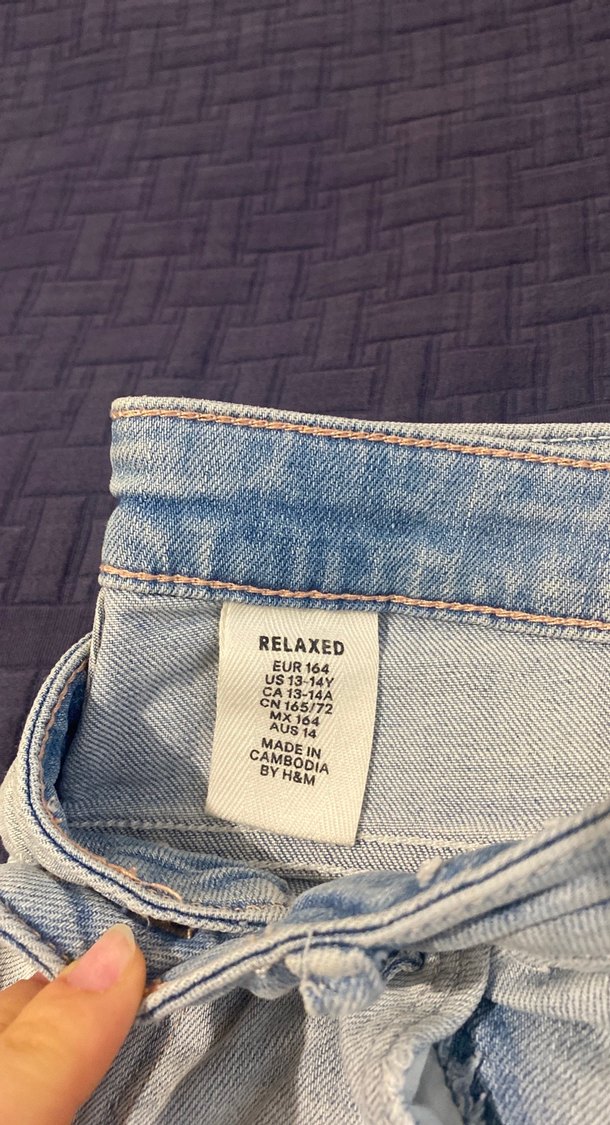 RELAXED
EUR 164
US 13-14Y
CA 13-14A
CN 165/72
MX 164
AUS 14
MADE IN
CAMBODIA
BY H&M